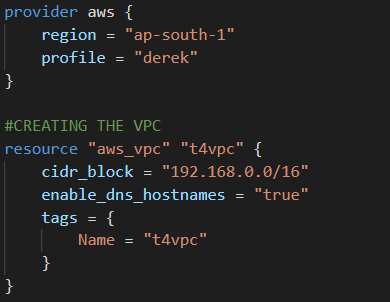 provider aws {
region = "ap-south-1"
profile = "derek"
}
#CREATING THE VPC
resource "aws_vpc" "t4vpc" {
cidr_block = "192.168.0.0/16"
enable_dns_hostnames = "true"
tags = {
Name = "t4vpc"
}
}